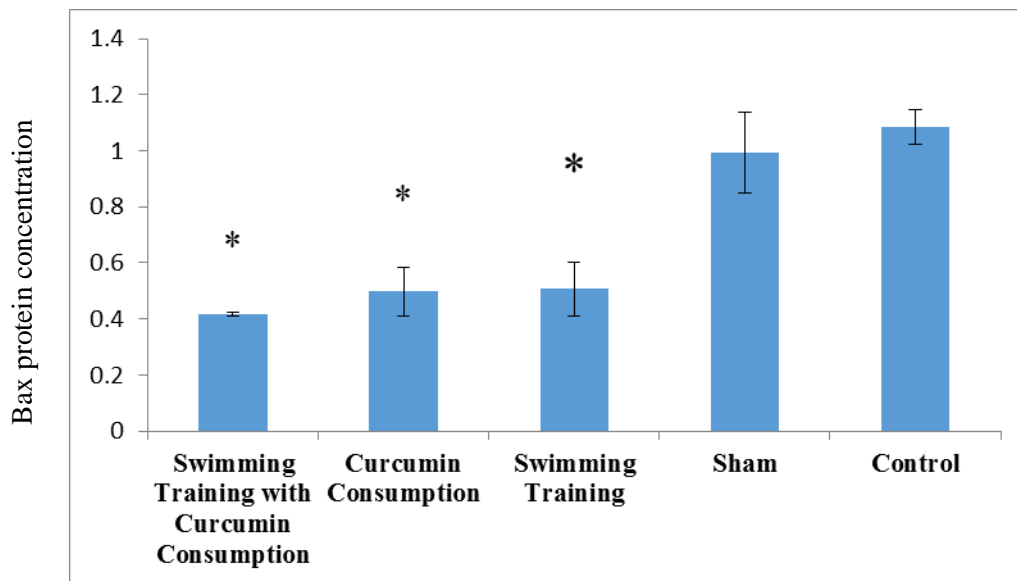 Bax protein concentration
1.4
1.2
1
0.8
0.6
0.4
0.2
0
*
*
*
Swimming
Training with
Curcumin
Consumption
Curcumin
Consumption
Swimming
Training
Sham
Control